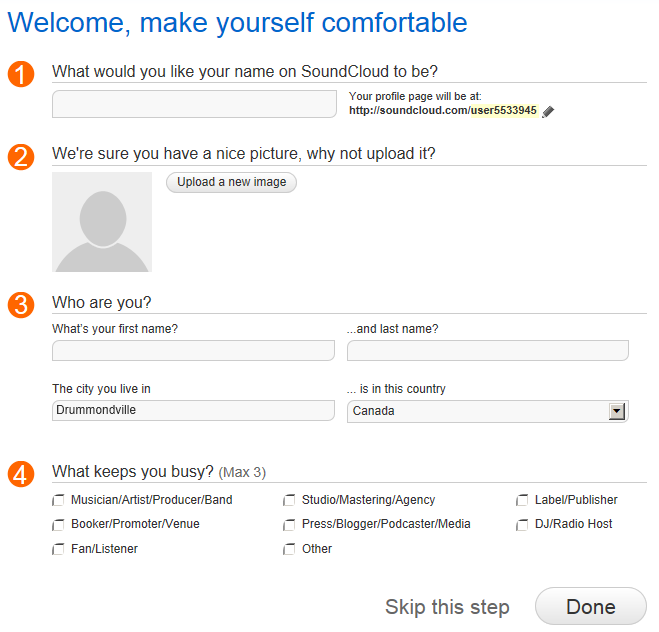 Welcome, make yourself comfortable
1 What would you like your name on SoundCloud to be?
Your profile page will be at:
http://soundcloud.com/user5533945
2 We're sure you have a nice picture, why not upload it?
Upload a new image
3 Who are you?
What's your first name? ...and last name?
The city you live in ... is in this country
Drummondville Canada
4 What keeps you busy? (Max 3)
Musician/Artist/Producer/Band Studio/Mastering/Agency Label/Publisher
Booker/Promoter/Venue Press/Blogger/Podcaster/Media DJ/Radio Host
Fan/Listener Other
Skip this step Done